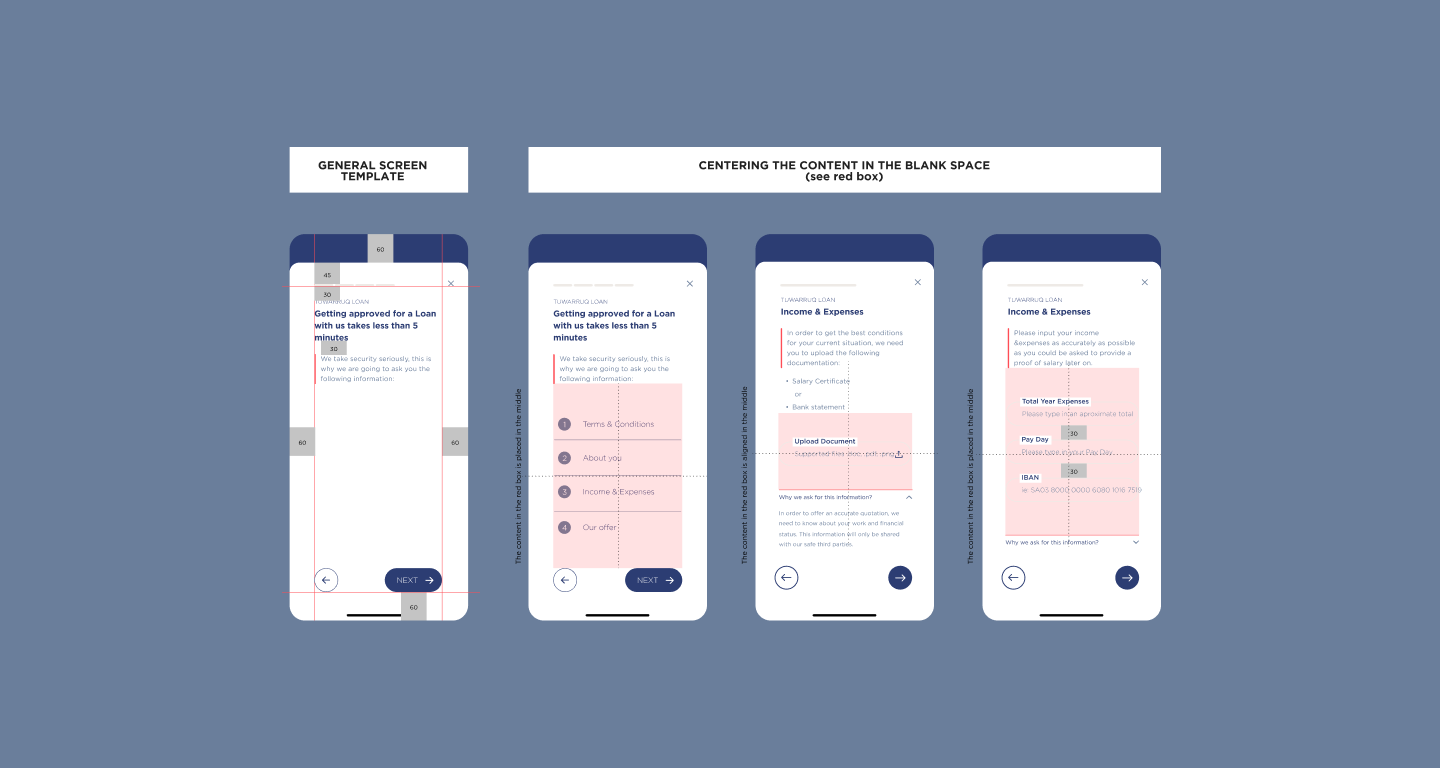 GENERAL SCREEN
TEMPLATE
CENTERING THE CONTENT IN THE BLANK SPACE
(see red box)
60
45
30
TUWARRUQ LOAN
Getting approved for a Loan
with us takes less than 5
minutes
30
We take security seriously, this is
why we are going to ask you the
following information:
60
60
NEXT
60
The content in the red box is placed in the middle
TUWARRUQ LOAN
Getting approved for a Loan
with us takes less than 5
minutes
We take security seriously, this is
why we are going to ask you the
following information:
1 Terms & Conditions
2 About you
3 Income & Expenses
4 Our offer
NEXT
The content in the red box is aligned in the middle
TUWARRUQ LOAN
Income & Expenses
In order to get the best conditions
for your current situation, we need
you to upload the following
documentation:
• Salary Certificate
or
• Bank statement
Upload Document
Supported files: doc, .pdf, .png
Why we ask for this information?
In order to offer an accurate quotation, we
need to know about your work and financial
status. This information will only be shared
with our safe third parties.
The content in the red box is placed in the middle
TUWARRUQ LOAN
Income & Expenses
Please input your income
&expenses as accurately as possible
as you could be asked to provide a
proof of salary later on.
Total Year Expenses
Please type in an aproximate total
30
Pay Day
Please type in your Pay Day
30
IBAN
ie: SA03 8000 0000 6080 1016 7519
Why we ask for this information?